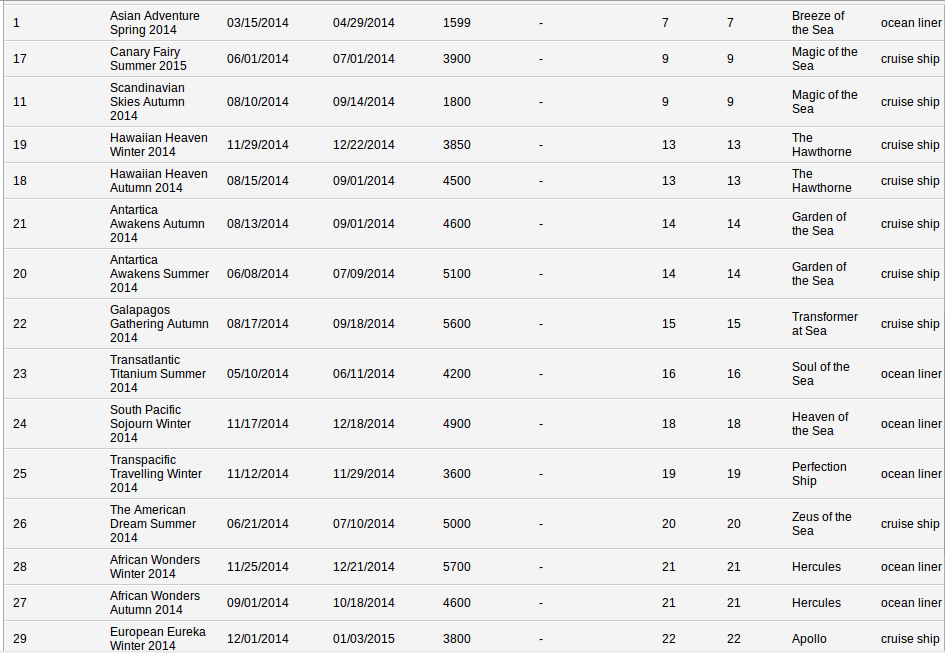 1 Asian Adventure Spring 2014 03/15/2014 04/29/2014 1599 - 7 7 Breeze of the Sea ocean liner
17 Canary Fairy Summer 2015 06/01/2014 07/01/2014 3900 - 9 9 Magic of the Sea cruise ship
11 Scandinavian Skies Autumn 2014 08/10/2014 09/14/2014 1800 - 9 9 Magic of the Sea cruise ship
19 Hawaiian Heaven Winter 2014 11/29/2014 12/22/2014 3850 - 13 13 The Hawthorne cruise ship
18 Hawaiian Heaven Autumn 2014 08/15/2014 09/01/2014 4500 - 13 13 The Hawthorne cruise ship
21 Antartica Awakens Autumn 2014 08/13/2014 09/01/2014 4600 - 14 14 Garden of the Sea cruise ship
20 Antartica Awakens Summer 2014 06/08/2014 07/09/2014 5100 - 14 14 Garden of the Sea cruise ship
22 Galapagos Gathering Autumn 2014 08/17/2014 09/18/2014 5600 - 15 15 Transformer at Sea cruise ship
23 Transatlantic Titanium Summer 2014 05/10/2014 06/11/2014 4200 - 16 16 Soul of the Sea ocean liner
24 South Pacific Sojourn Winter 2014 11/17/2014 12/18/2014 4900 - 18 18 Heaven of the Sea ocean liner
25 Transpacific Travelling Winter 2014 11/12/2014 11/29/2014 3600 - 19 19 Perfection Ship ocean liner
26 The American Dream Summer 2014 06/21/2014 07/10/2014 5000 - 20 20 Zeus of the Sea cruise ship
28 African Wonders Winter 2014 11/25/2014 12/21/2014 5700 - 21 21 Hercules ocean liner
27 African Wonders Autumn 2014 09/01/2014 10/18/2014 4600 - 21 21 Hercules ocean liner
29 European Eureka Winter 2014 12/01/2014 01/03/2015 3800 - 22 22 Apollo cruise ship